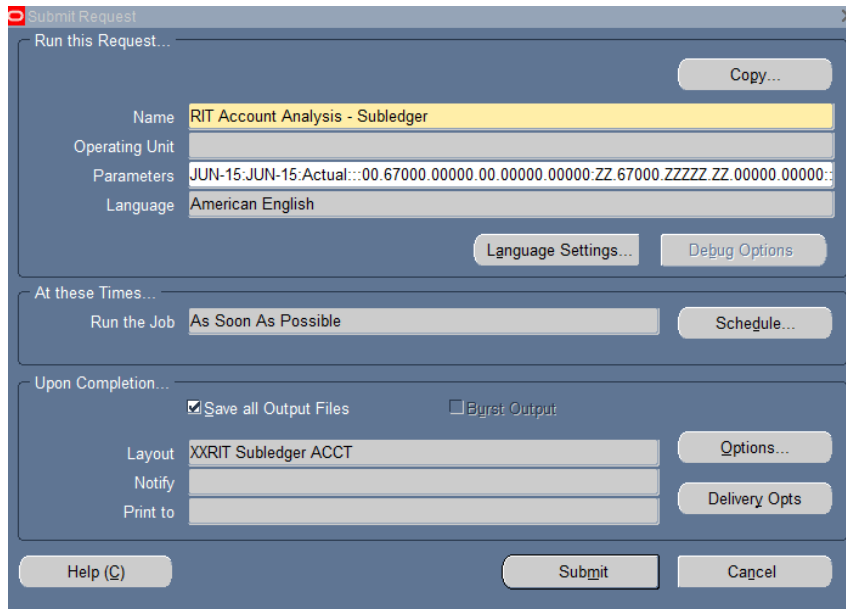 Submit Request
Run this Request...
Copy...
Name RIT Account Analysis - Subledger
Operating Unit
Parameters JUN-15:JUN-15:Actual:::00.67000.00000.00.00000.00000:ZZ.67000.ZZZZZ.ZZ.00000.00000::
Language American English
Language Settings... Debug Options
At these Times...
Run the Job As Soon As Possible Schedule...
Upon Completion...
Save all Output Files Burst Output
Layout XXRIT Subledger ACCT Options...
Notify
Delivery Opts
Print to
Help (C) Submit Cancel